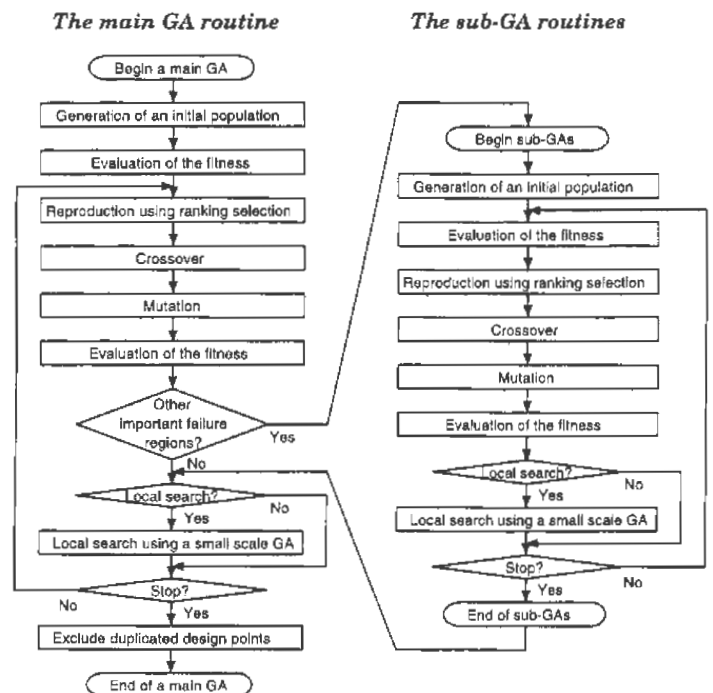 The main GA routine
Begin a main GA
Generation of an initial population
Evaluation of the fitness
Reproduction using ranking selection
Crossover
Mutation
Evaluation of the fitness
Other
important failure
regions?
Yes
No
Local search?
No
Yes
Local search using a small scale GA
Stop?
No
Yes
Exclude duplicated design points
End of a main GA
The sub-GA routines
Begin sub-GAs
Generation of an initial population
Evaluation of the fitness
Reproduction using ranking selection
Crossover
Mutation
Evaluation of the fitness
Local search?
No
Yes
Local search using a small scale GA
Stop?
No
Yes
End of sub-GAs